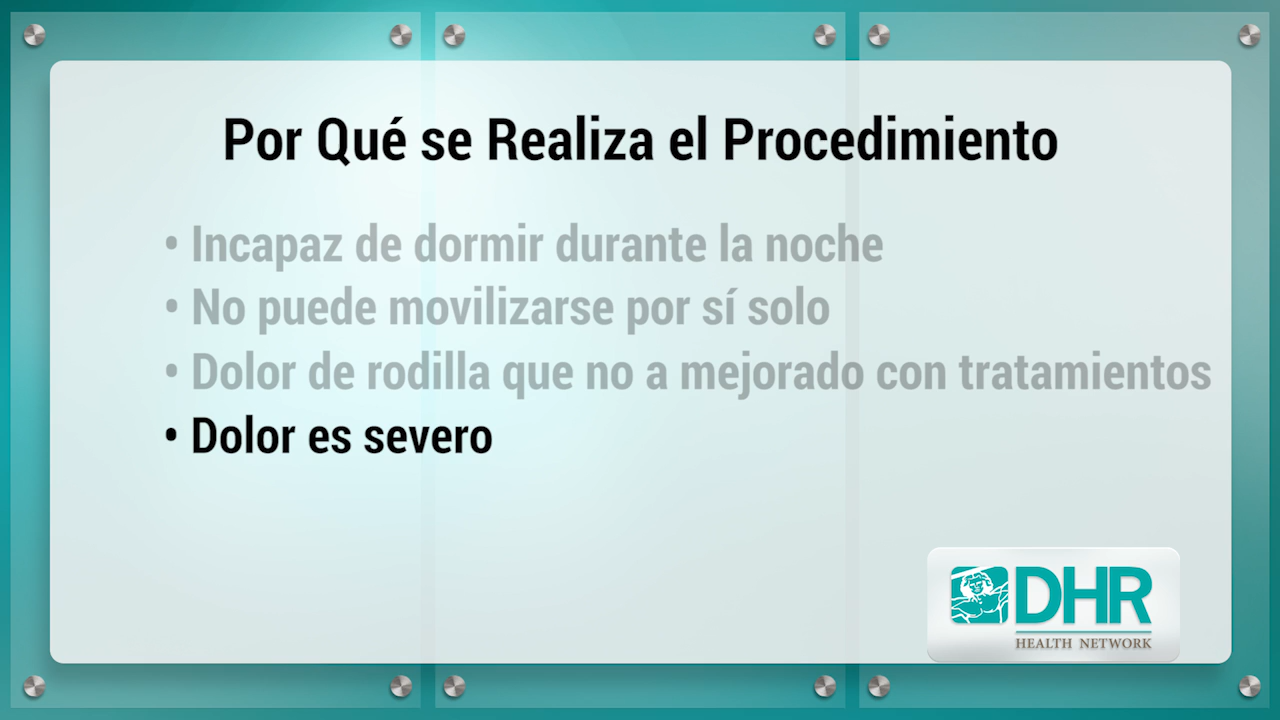 Por Qué se Realiza el Procedimiento
• Incapaz de dormir durante la noche
• No puede movilizarse por sí solo
• Dolor de rodilla que no a mejorado con tratamientos
• Dolor es severo
DHR
HEALTH NETWORK